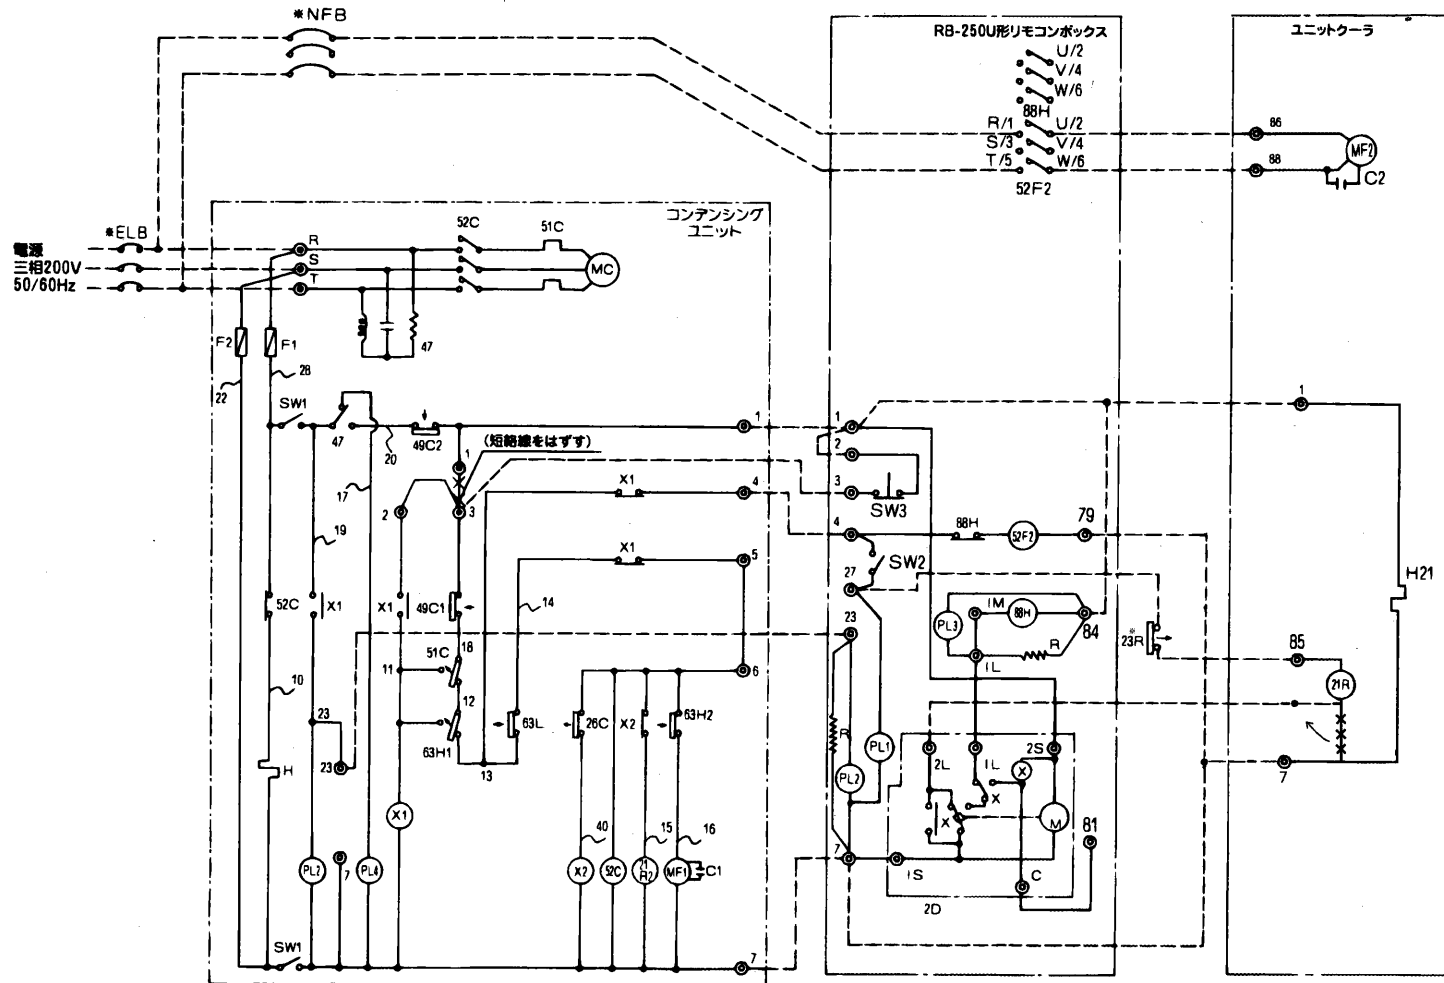 *NFB
RB-250U形リモコンボックス
ユニットクーラ
U/2
V/4
W/6
88H
R/1 U/2
S/3 V/4
T/5 W/6
52F2
86
88
MF2
C2
コンデンシング
ユニット
*ELB
電源
三相200V
50/60Hz
R
S
T
52C
51C
MC
F2
F1
47
22
28
SW1
47
20
49C2
1
1
1
2
(短絡線をはずす)
1
17
2
3
X1
4
3
SW3
19
4
88H
52F2
79
X1
5
SW2
27
H21
52C
X1
X1
49C1
14
23
PL3
1M
88H
84
R
1L
*
23R
85
18
51C
11
12
6
10
23
63H1
63L
26C
X2
63H2
R
PL1
21R
23
H
13
PL2
2L
1L
2S
X
X
X
M
7
X1
40
15
16
81
PL2
7
PL4
X2
52C
21
R2
MF1
C1
7
1S
C
2D
SW1
7